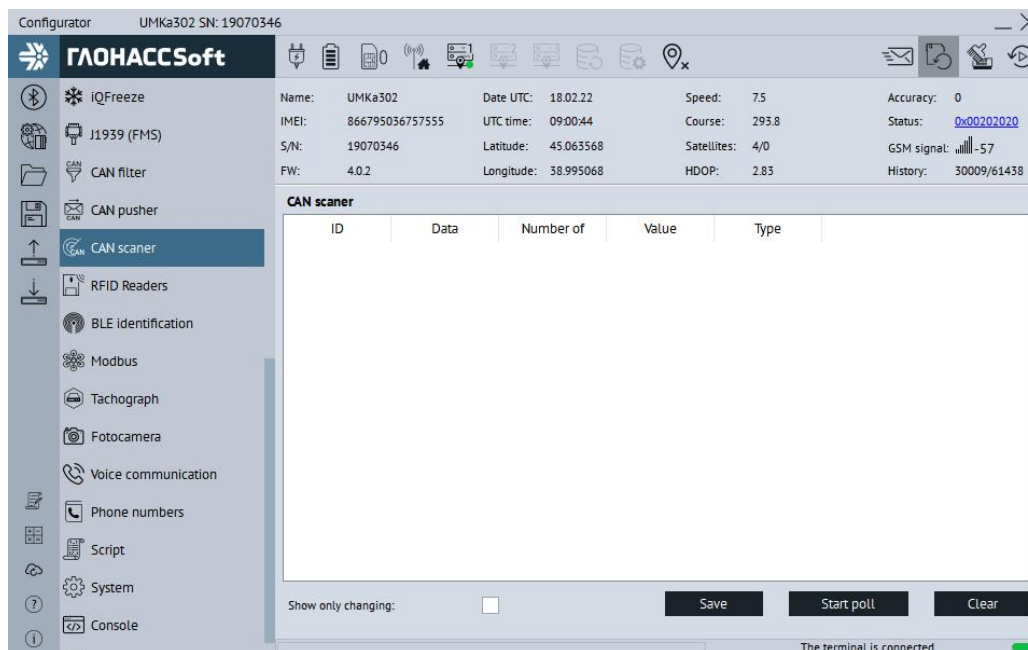 Configurator UMKa302 SN: 19070346
ГЛОНАССSoft
0
1
2
3
iQFreeze
J1939 (FMS)
CAN filter
CAN pusher
CAN scaner
RFID Readers
BLE identification
Modbus
Tachograph
Fotocamera
Voice communication
Phone numbers
Script
System
Console
Name: UMKa302 Date UTC: 18.02.22 Speed: 7.5 Accuracy: 0
IMEI: 866795036757555 UTC time: 09:00:44 Course: 293.8 Status: 0x00202020
S/N: 19070346 Latitude: 45.063568 Satellites: 4/0 GSM signal: -57
FW: 4.0.2 Longitude: 38.995068 HDOP: 2.83 History: 30009/61438
CAN scaner
ID Data Number of Value Type
Show only changing: Save Start poll Clear
The terminal is connected